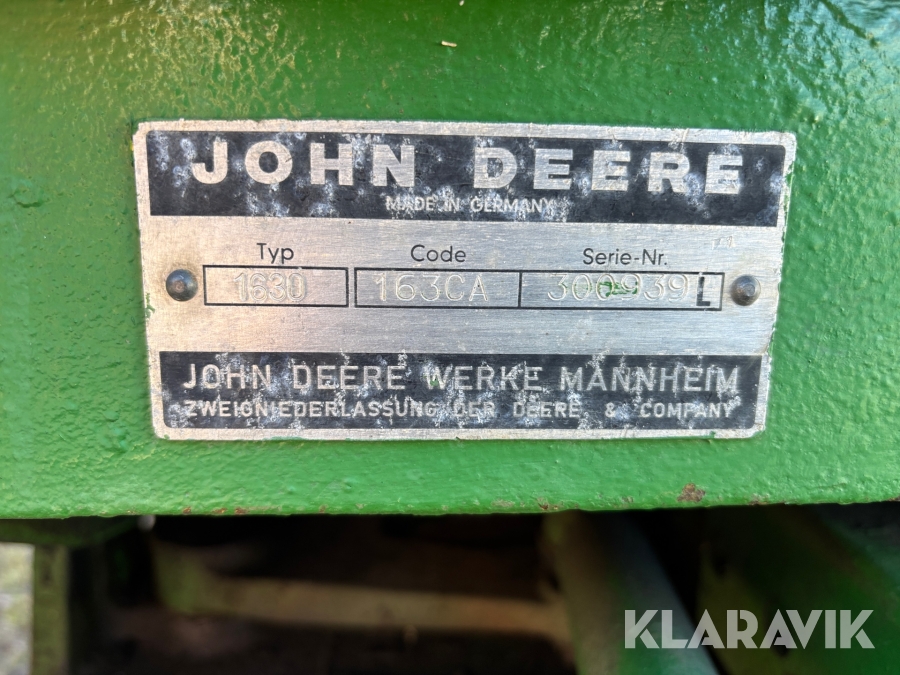 JOHN DEERE
MADE IN GERMANY
Typ Code Serie-Nr.
1630 163CA 300939L
JOHN DEERE WERKE MANNHEIM
ZWEIGNIEDERLASSUNG DER DEERE & COMPANY
KLARAVIK